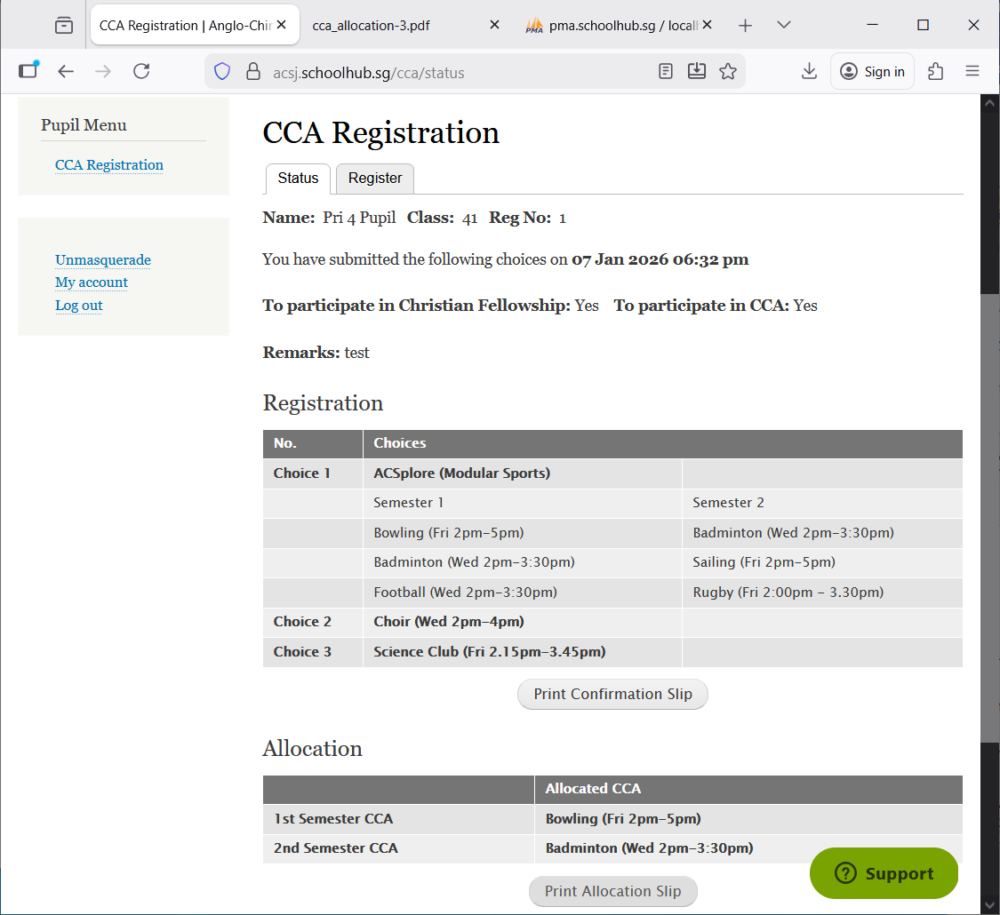 CCA Registration | Anglo-Chin
cca_allocation-3.pdf
PMA
pma.schoolhub.sg / locall
acsj.schoolhub.sg/cca/status
Sign in
Pupil Menu
CCA Registration
Unmasquerade
My account
Log out
CCA Registration
Status Register
Name: Pri 4 Pupil Class: 41 Reg No: 1
You have submitted the following choices on 07 Jan 2026 06:32 pm
To participate in Christian Fellowship: Yes To participate in CCA: Yes
Remarks: test
Registration
No. Choices
Choice 1 ACSplore (Modular Sports)
Semester 1 Semester 2
Bowling (Fri 2pm-5pm) Badminton (Wed 2pm-3:30pm)
Badminton (Wed 2pm-3:30pm) Sailing (Fri 2pm-5pm)
Football (Wed 2pm-3:30pm) Rugby (Fri 2:00pm - 3.30pm)
Choice 2 Choir (Wed 2pm-4pm)
Choice 3 Science Club (Fri 2.15pm-3.45pm)
Print Confirmation Slip
Allocation
Allocated CCA
1st Semester CCA Bowling (Fri 2pm-5pm)
2nd Semester CCA Badminton (Wed 2pm-3:30pm)
Print Allocation Slip
? Support